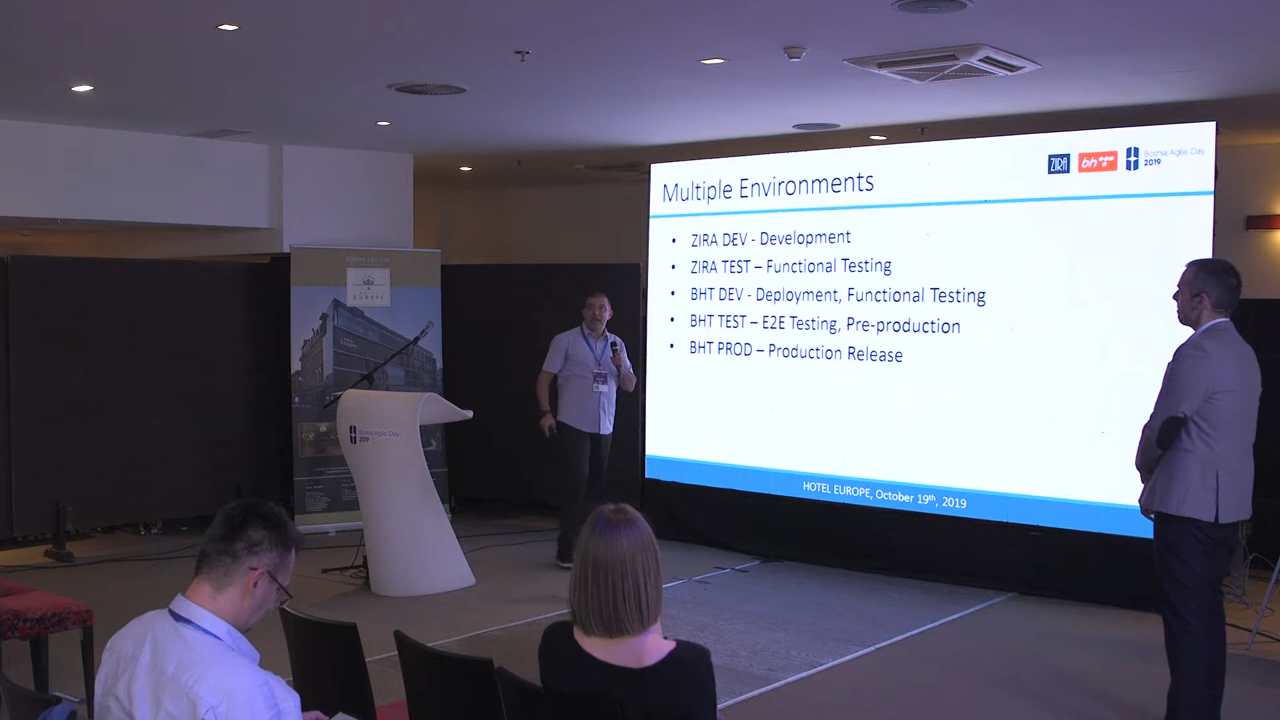 Multiple Environments
ZIRA
bh
Bosnia Agile Day
2019
• ZIRA DEV - Development
• ZIRA TEST – Functional Testing
• BHT DEV - Deployment, Functional Testing
• BHT TEST – E2E Testing, Pre-production
• BHT PROD – Production Release
HOTEL EUROPE, October 19th, 2019
EUROPE
Bosnia Agile Day
2019